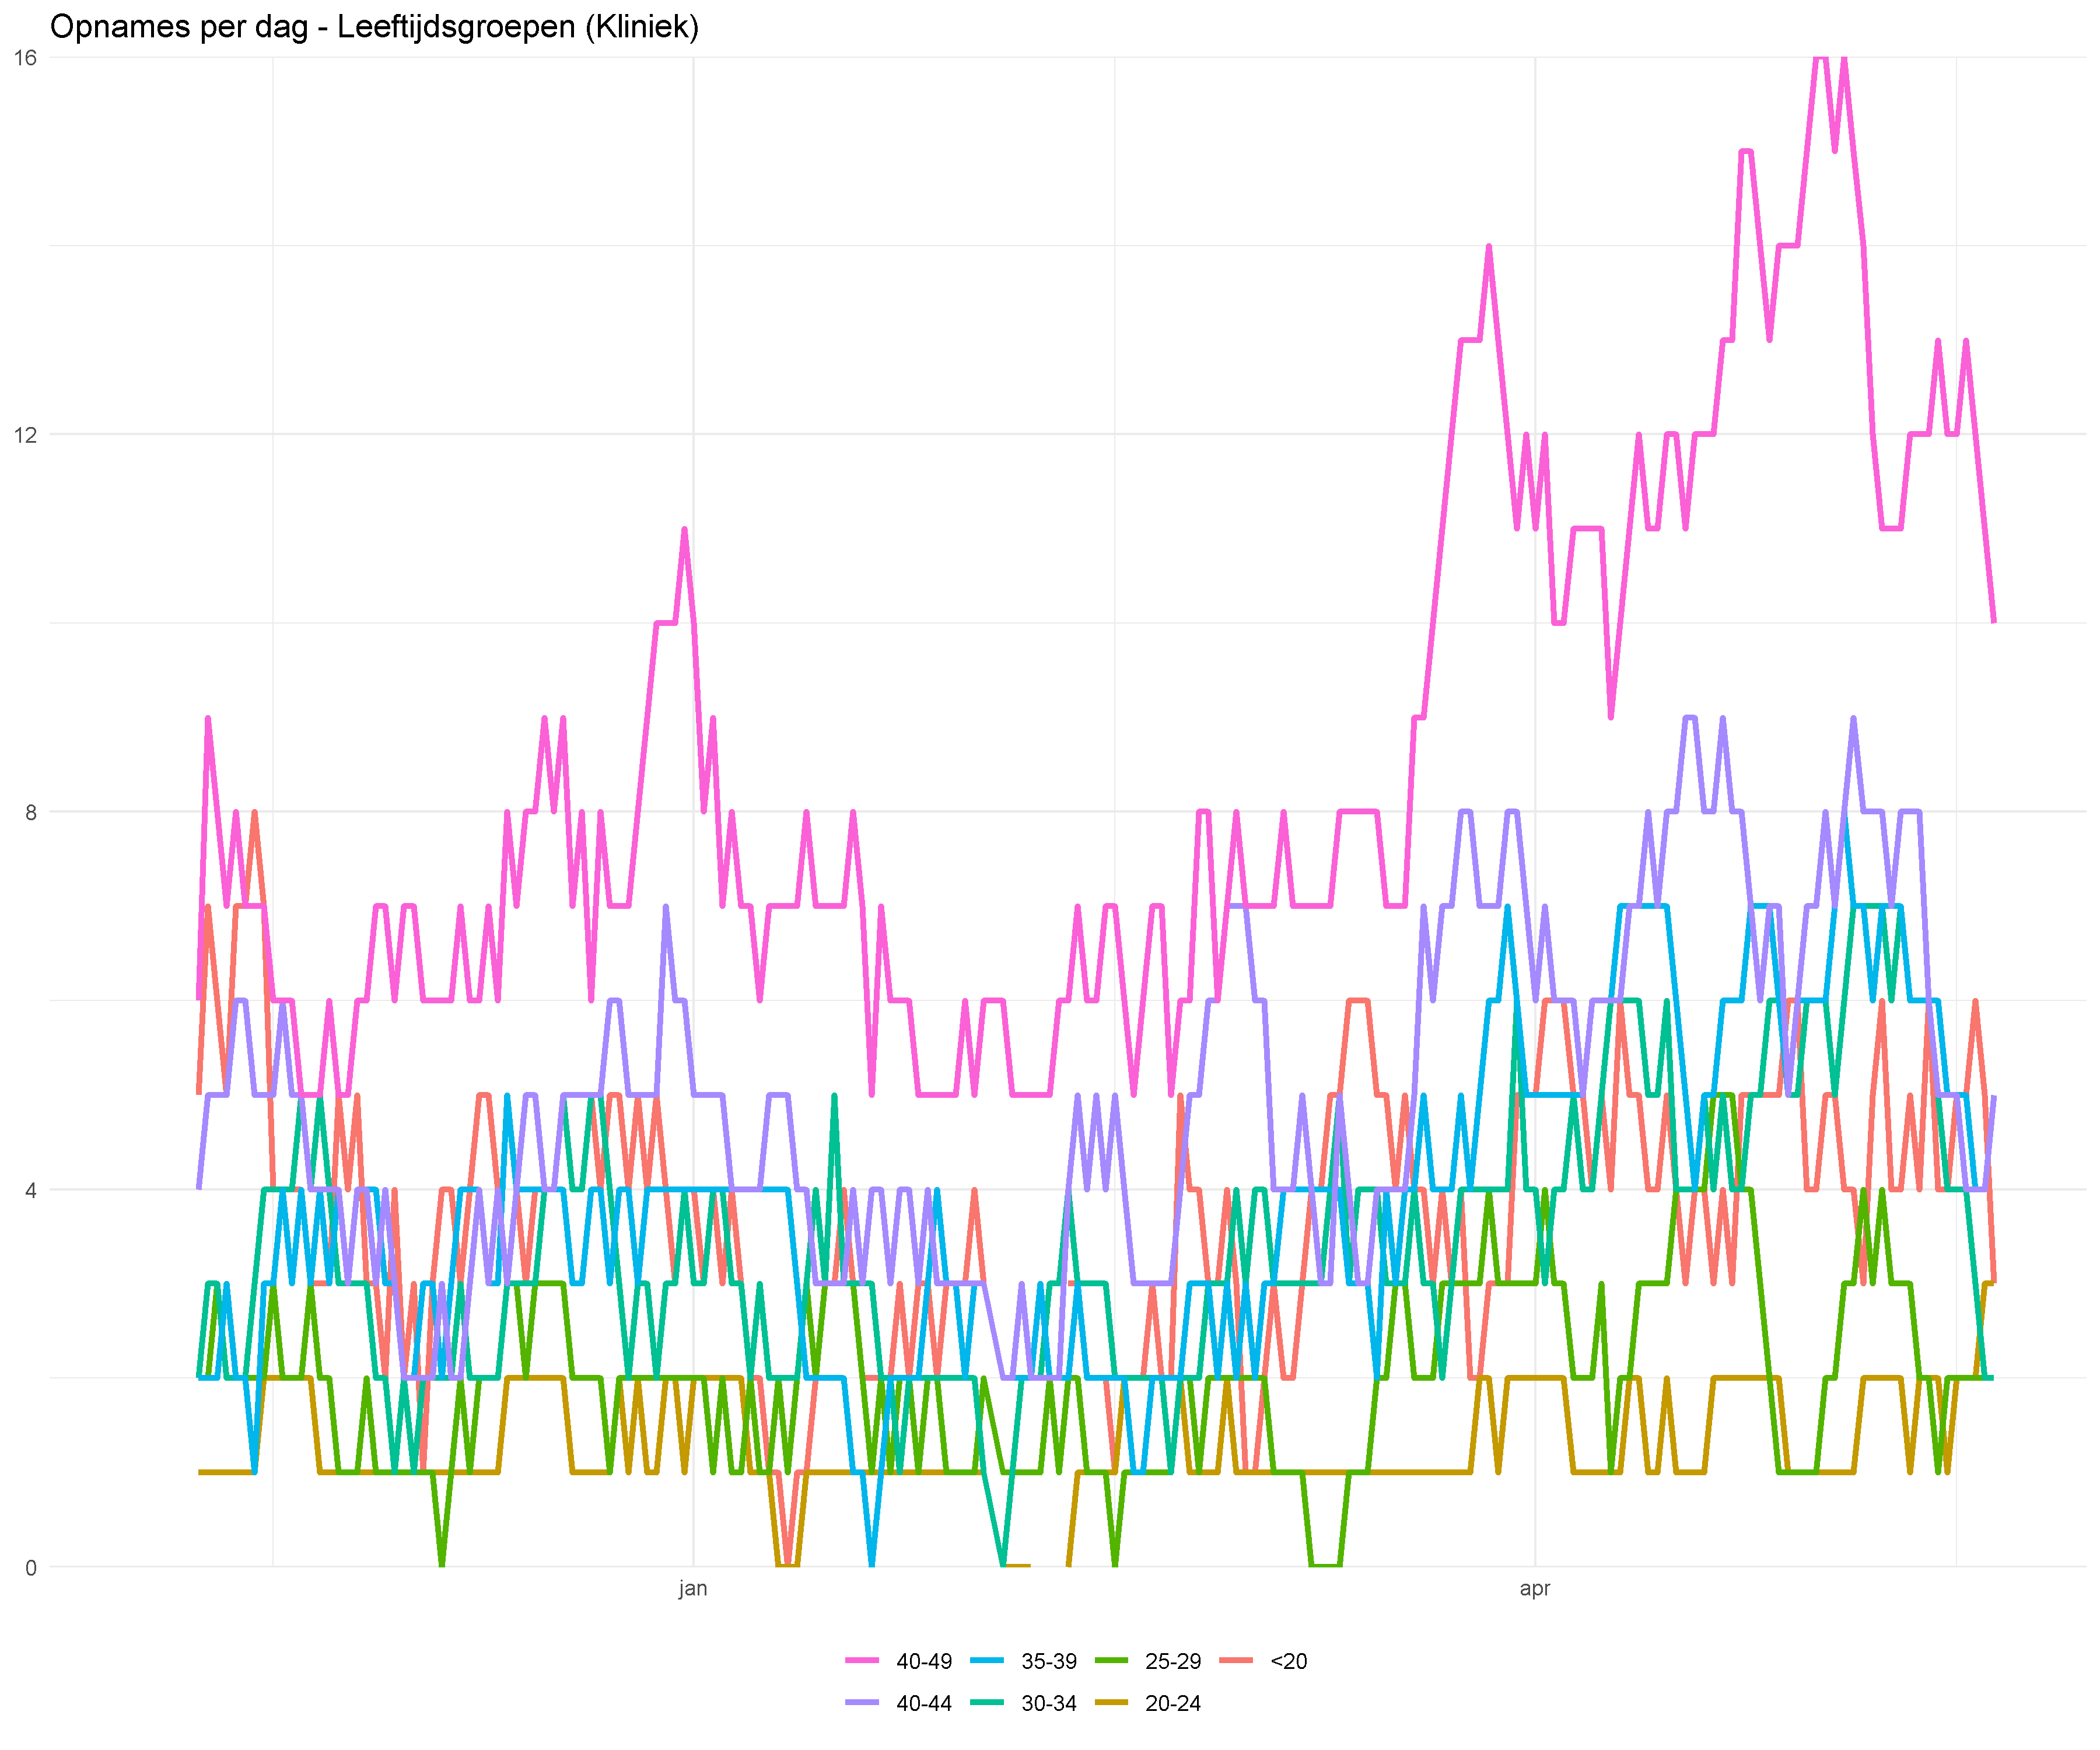 Opnames per dag - Leeftijdsgroepen (Kliniek)
16
12
8
4
0
jan apr
40-49 35-39 25-29 <20
40-44 30-34 20-24